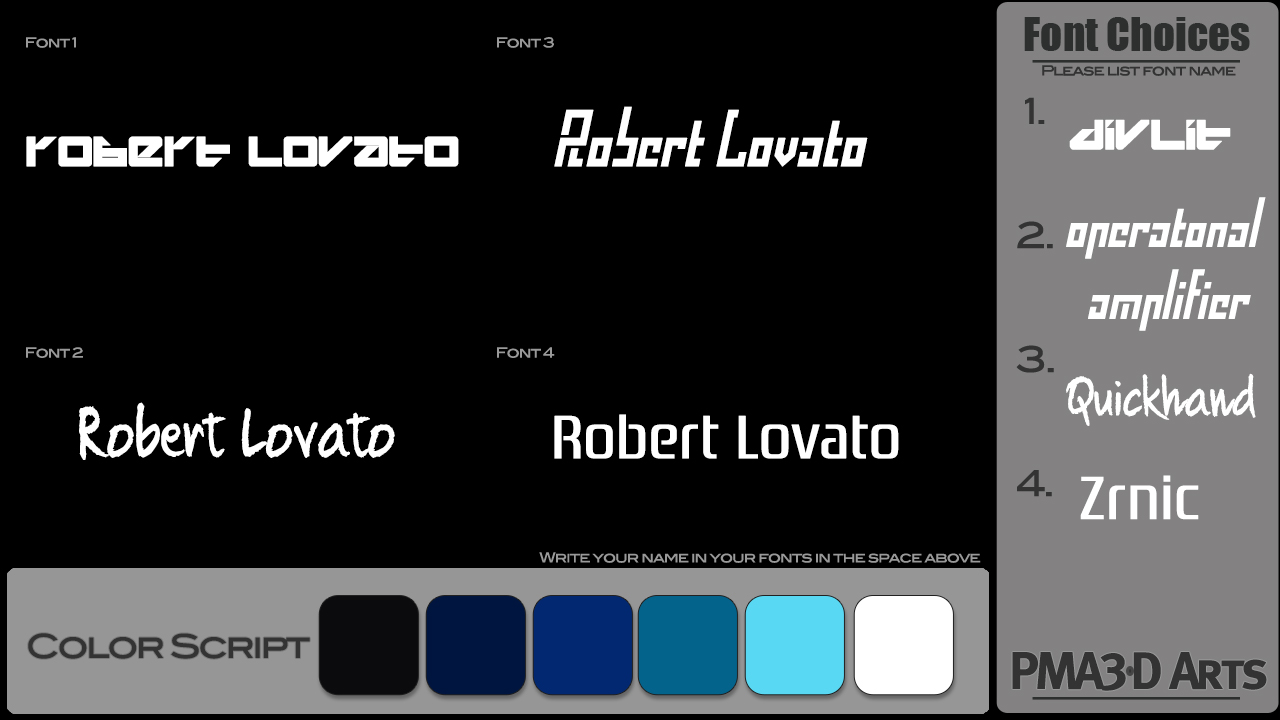 Font 1
Robert Lovato
Font 3
Robert Lovato
Font 2
Robert Lovato
Font 4
Robert Lovato
Write your name in your fonts in the space above
Color Script
Font Choices
Please list font name
1. divlit
2. operatonal
amplifier
3. Quickhand
4. Zrnic
PMA3•D Arts